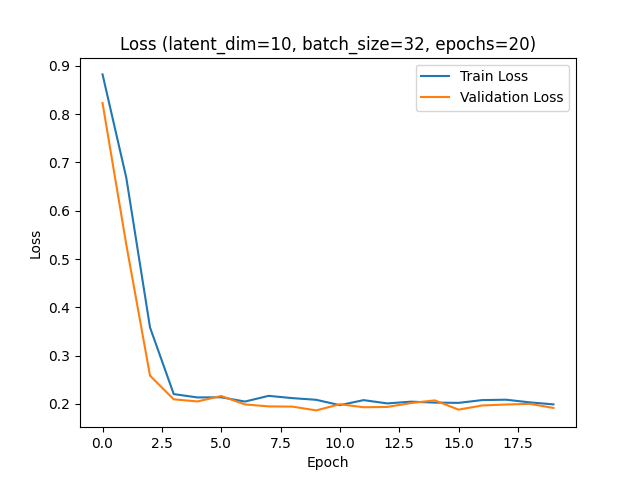 Loss (latent_dim=10, batch_size=32, epochs=20)
Train Loss
Validation Loss
0.9
0.8
0.7
0.6
0.5
0.4
0.3
0.2
Loss
0.0 2.5 5.0 7.5 10.0 12.5 15.0 17.5
Epoch